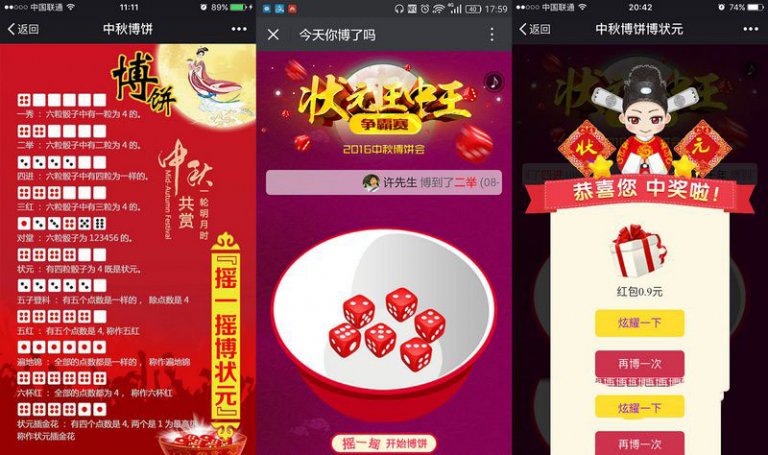 中国联通
11:11
89%
返回
中秋博饼
博饼
一秀 : 六粒骰子中有一粒为 4 的。
二举 : 六粒骰子中有二粒为 4 的。
四进 : 六粒骰子中有四粒为一样的。
三红 : 六粒骰子中有三粒为 4 的。
对堂 : 六粒骰子为 123456 的。
状元 : 有四粒骰子为 4 既是状元。
五子登科 : 有五个点数是一样的, 除点数是4
五红 : 有五个点数是 4, 称作五红
遍地锦 : 全部的点数都是一样的, 称作遍地锦
六杯红 : 全部的点数都为 4, 称作六杯红
状元插金花 : 有四个点数是 4, 两个是 1 为最高级
称作状元插金花
中秋
Mid-Autumn Festival
共赏
一轮明月时
『摇一摇博状元』
4G
40
17:59
今天你博了吗
状元王中王
争霸赛
2016中秋博饼会
许先生 博到了二举 (08-
摇一摇 开始博饼
中国联通
20:42
74%
返回
中秋博饼博状元
状
元
恭喜您 中奖啦!
红包0.9元
炫耀一下
再博一次
炫耀一下
再博一次